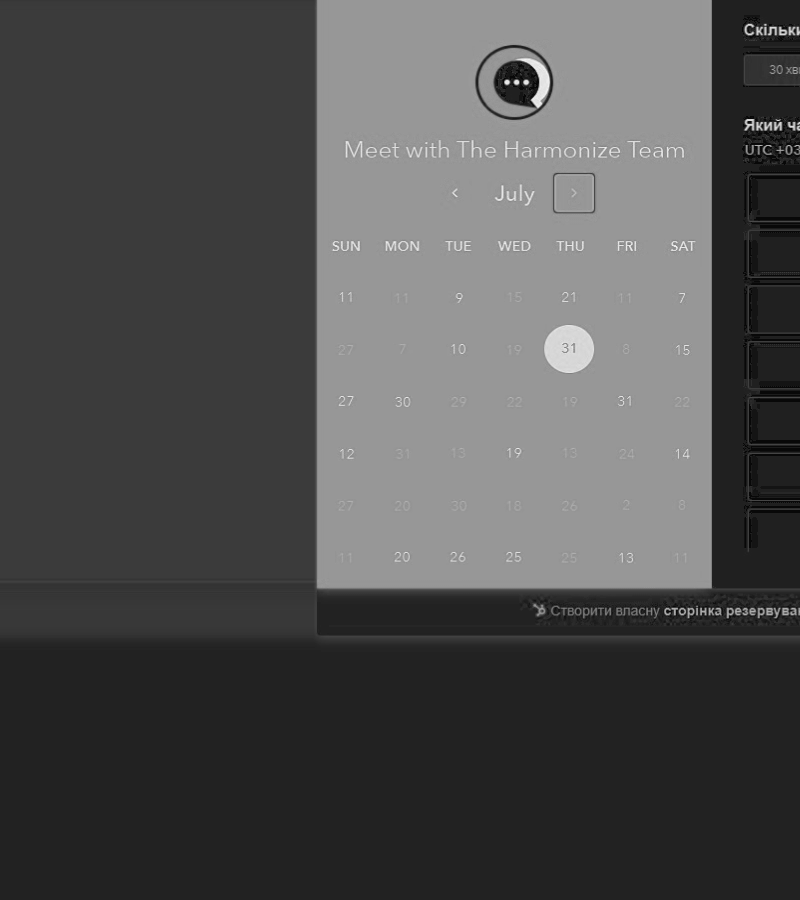 Meet with The Harmonize Team
July
SUN MON TUE WED THU FRI SAT
11 11 9 15 21 11 7
27 7 10 19 31 8 15
27 30 29 22 19 31 22
12 31 13 19 13 24 14
27 20 30 18 26 2 8
11 20 26 25 25 13 11
Створити власну сторінка резервува
Скільки
30 хв
Який ча
UTC +03